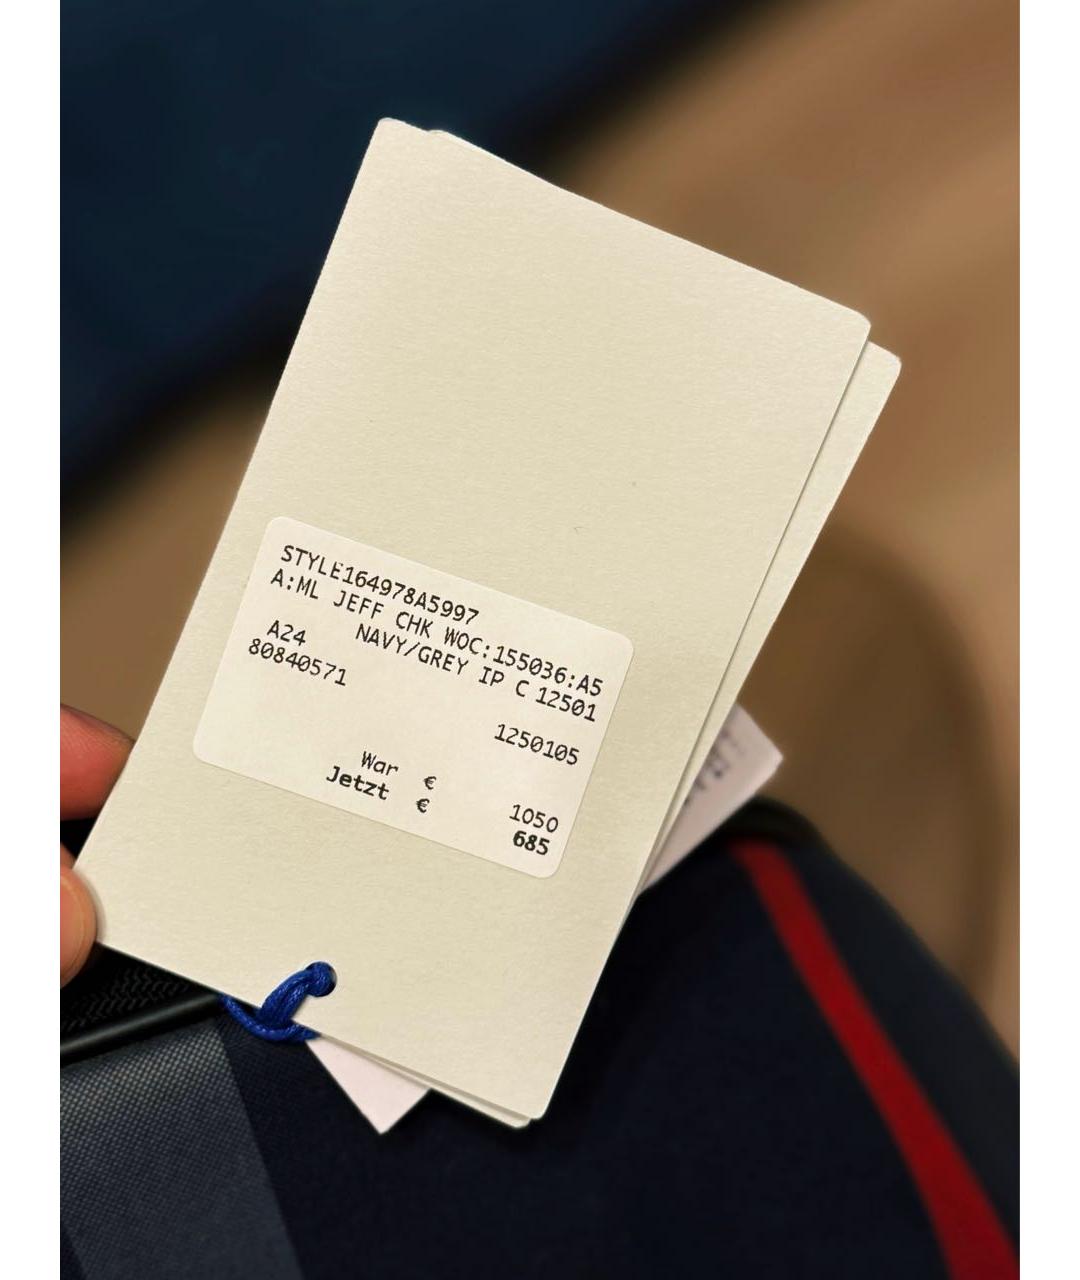 STYLE164978A5997
A:ML JEFF CHK WOC:155036:A5
A24 NAVY/GREY IP C 12501
80840571
1250105
War € 1050
Jetzt € 685